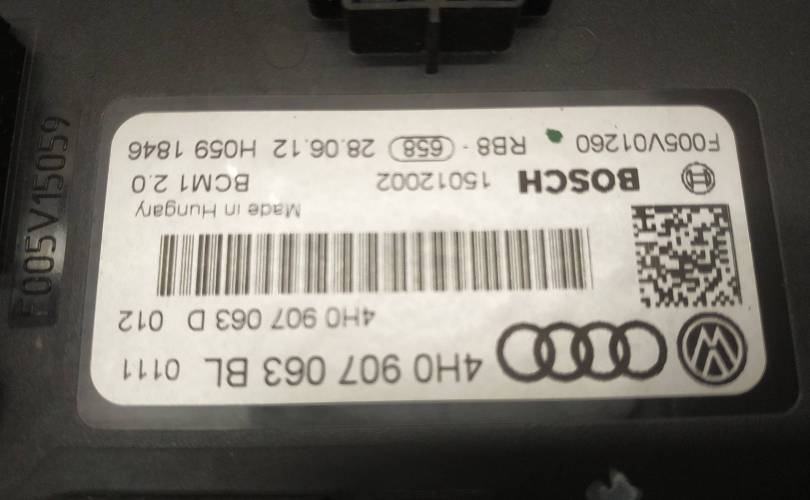 4H0 907 063 BL 0111
4H0 907 063 D 012
Made in Hungary
BOSCH 15012002 BCM1 2.0
F005V01260 RB8 - 658 28.06.12 H059 1846
F005V15059